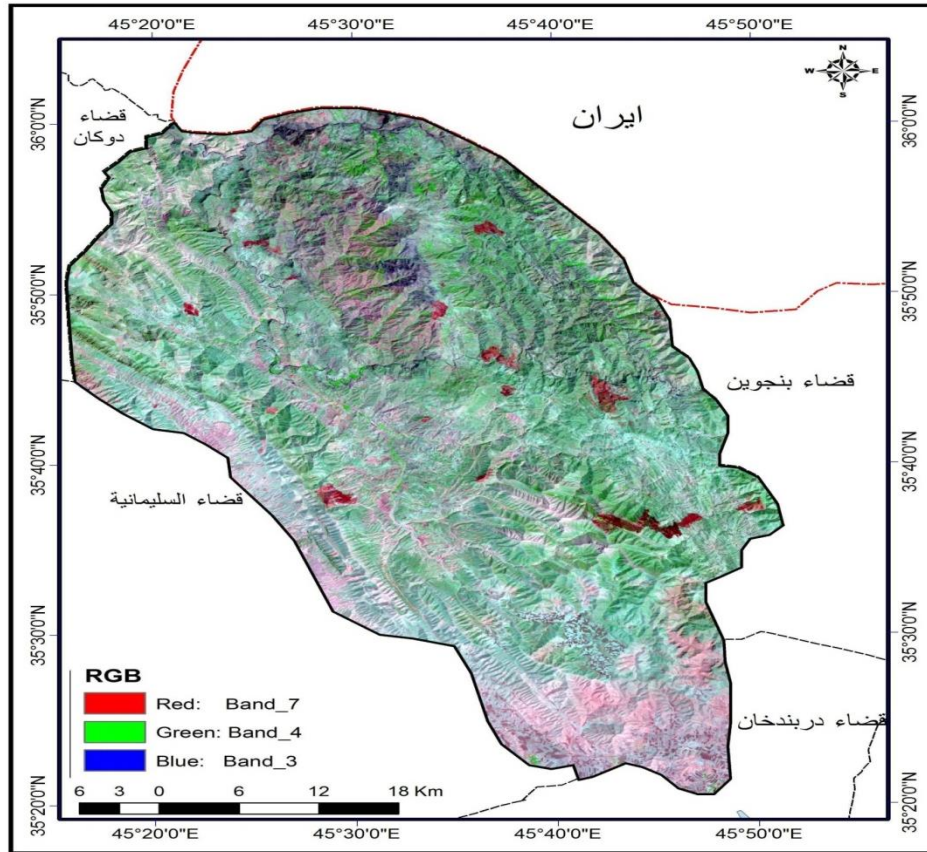 45°20'0"E 45°30'0"E 45°40'0"E 45°50'0"E
N
W E
S
ايران
قضاء
دوكان
36°0'0"N 36°0'0"N
35°50'0"N 35°50'0"N
قضاء بنجوين
35°40'0"N 35°40'0"N
قضاء السليمانية
35°30'0"N 35°30'0"N
قضاء دربندخان
RGB
Red: Band_7
Green: Band_4
Blue: Band_3
6 3 0 6 12 18 Km
35°20'0"N 35°20'0"N
45°20'0"E 45°30'0"E 45°40'0"E 45°50'0"E